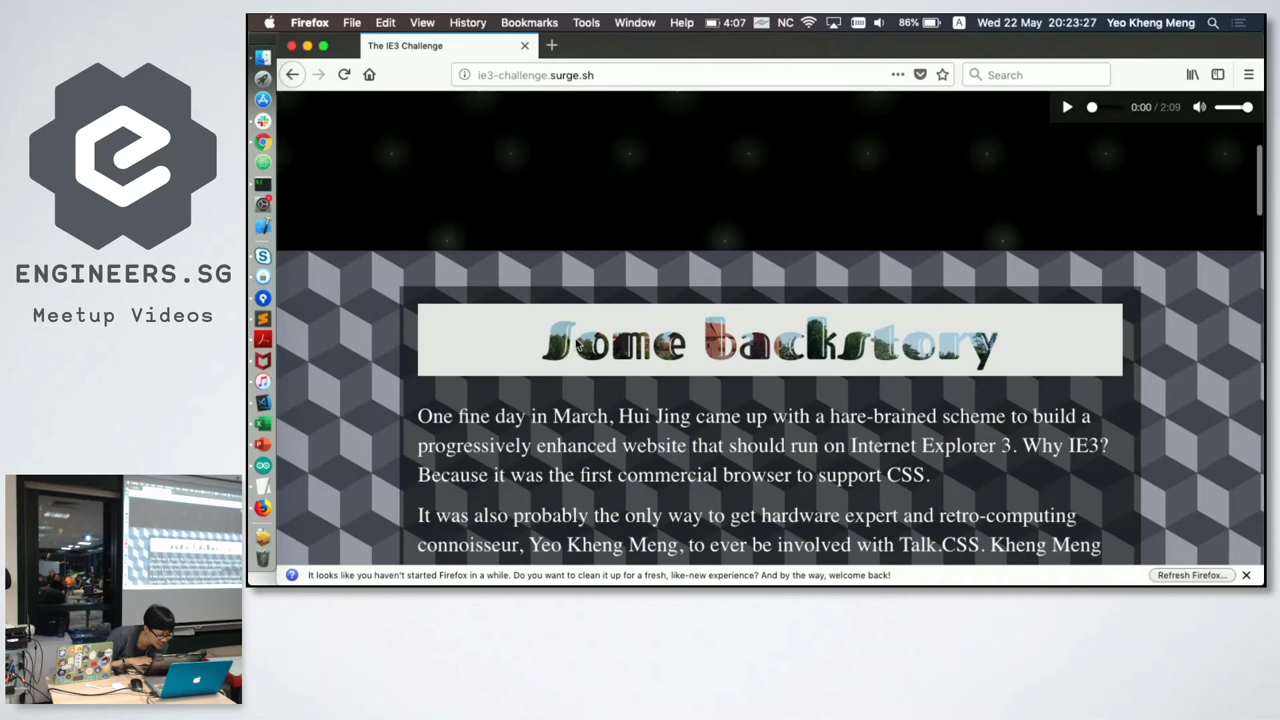 Firefox File Edit View History Bookmarks Tools Window Help 4:07 NC 86% A Wed 22 May 20:23:27 Yeo Kheng Meng
The IE3 Challenge
ie3-challenge.surge.sh
Search
0:00 / 2:09
ENGINEERS.SG
Meetup Videos
Some backstory
One fine day in March, Hui Jing came up with a hare-brained scheme to build a
progressively enhanced website that should run on Internet Explorer 3. Why IE3?
Because it was the first commercial browser to support CSS.
It was also probably the only way to get hardware expert and retro-computing
connoisseur, Yeo Kheng Meng, to ever be involved with Talk.CSS. Kheng Meng
It looks like you haven't started Firefox in a while. Do you want to clean it up for a fresh, like-new experience? And by the way, welcome back!
Refresh Firefox...